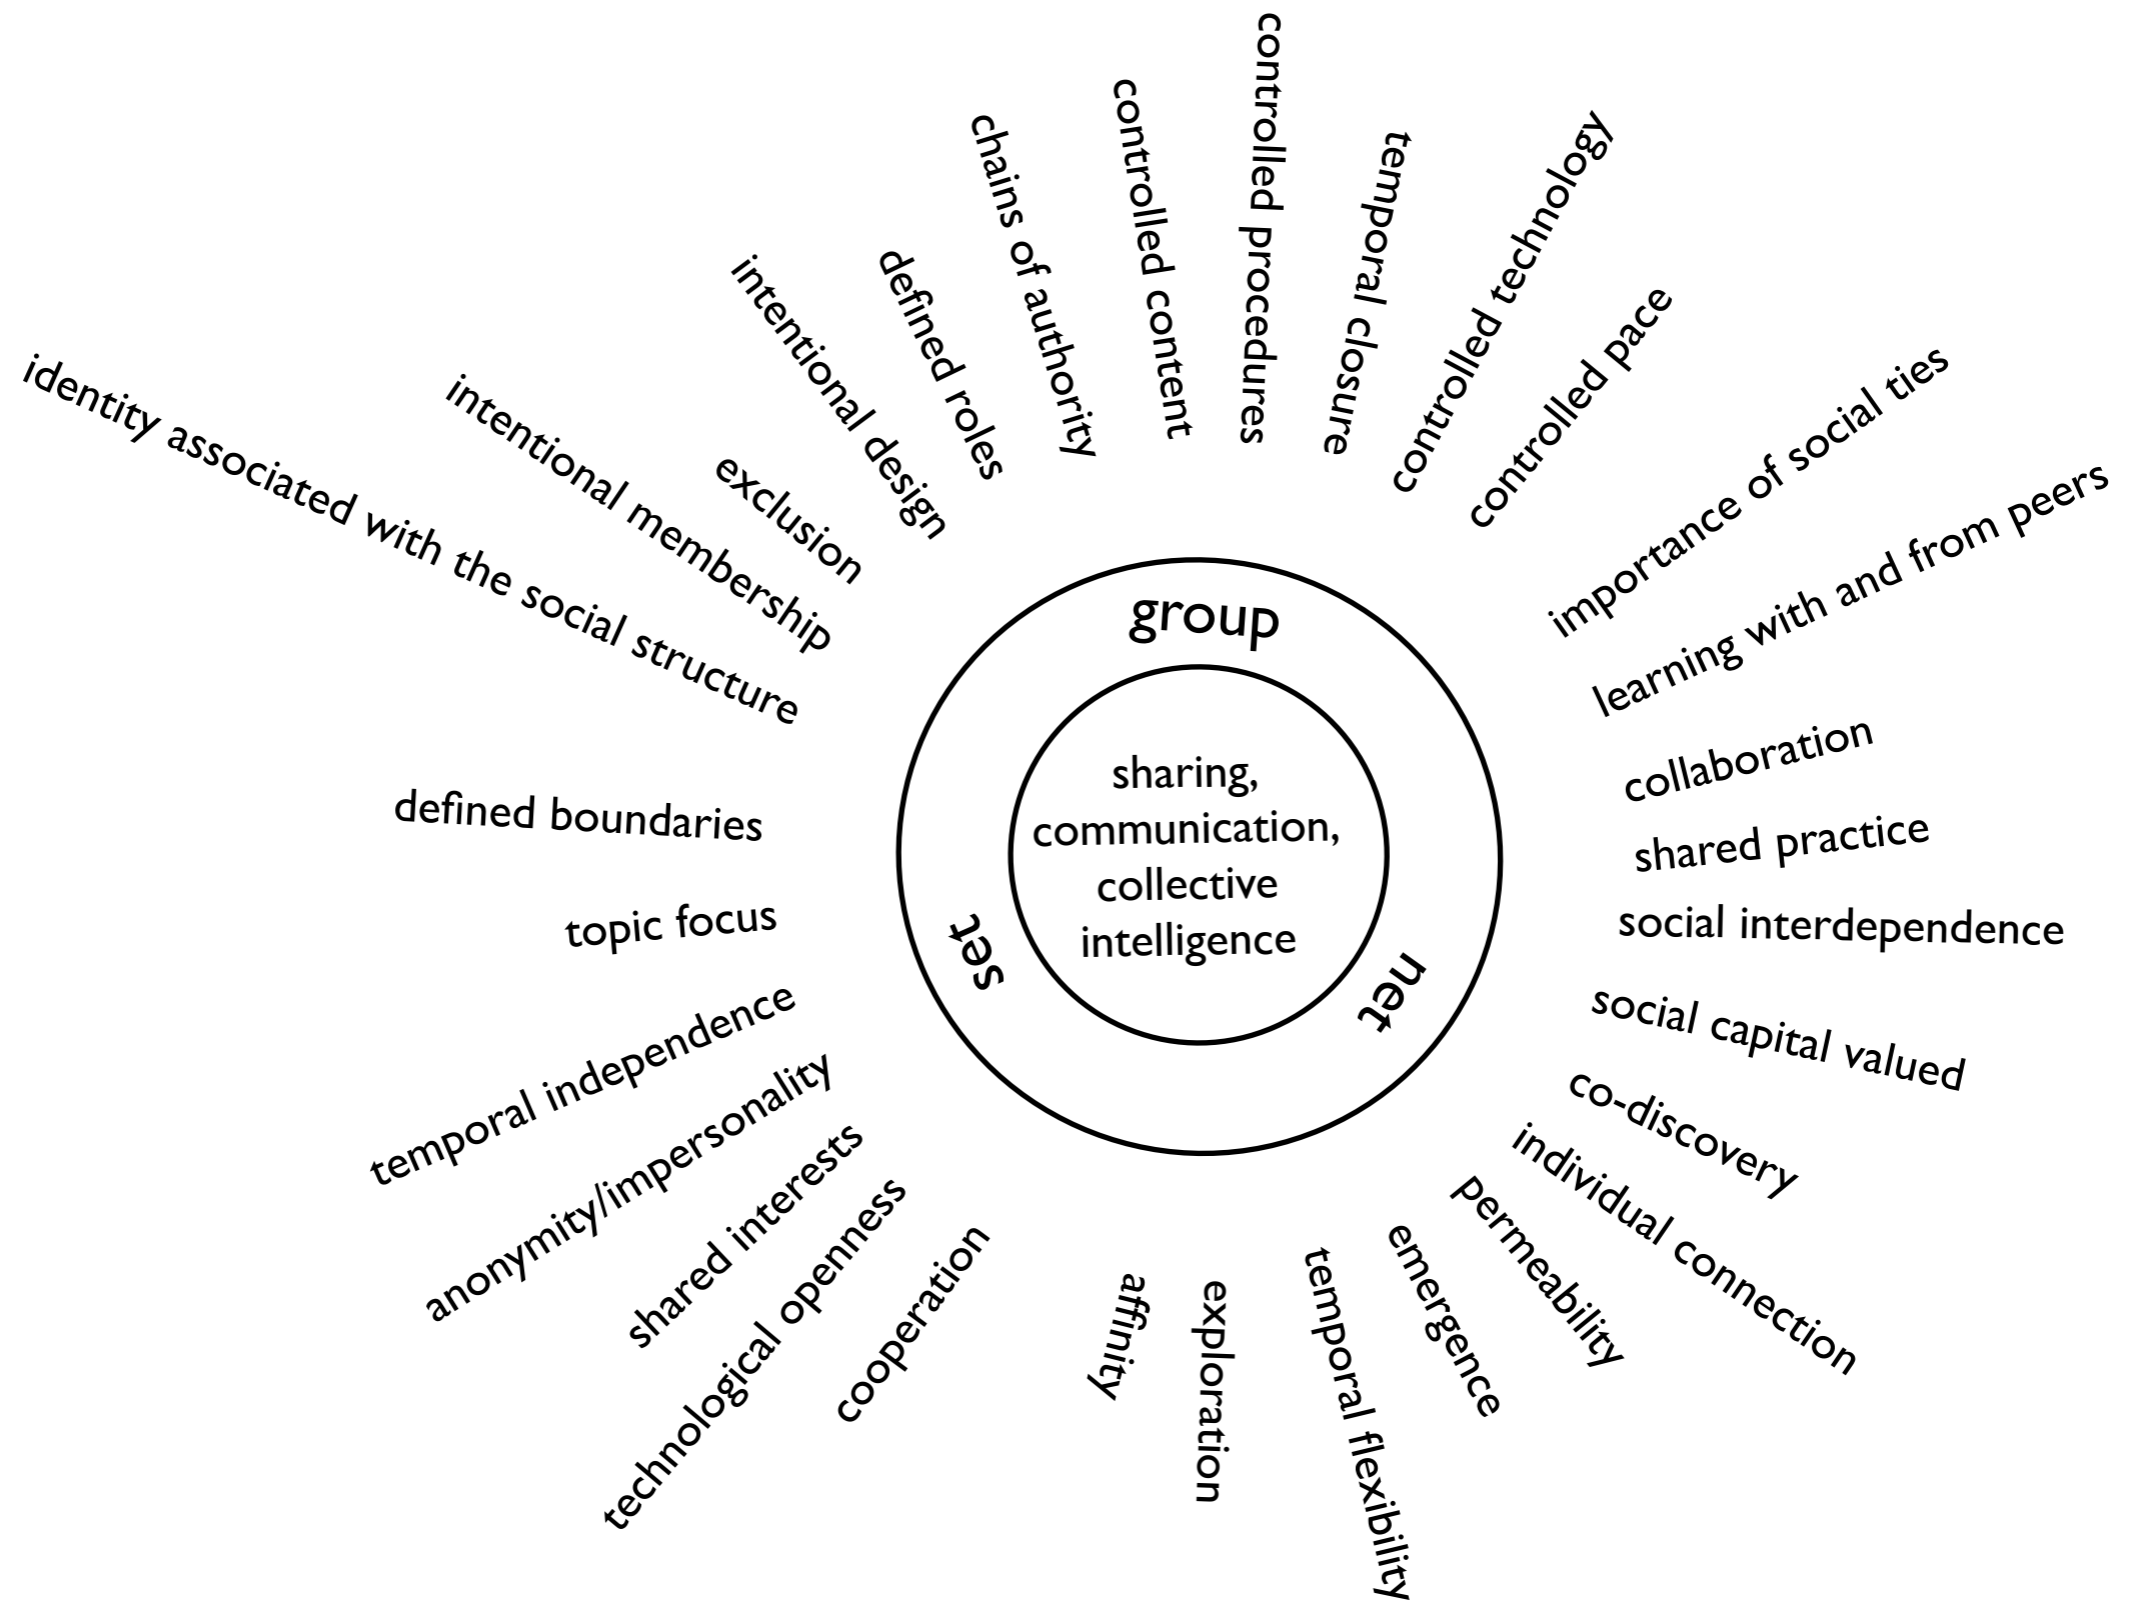 controlled procedures
controlled content
chains of authority
defined roles
intentional design
exclusion
intentional membership
identity associated with the social structure
temporal closure
controlled technology
controlled pace
importance of social ties
learning with and from peers
collaboration
shared practice
social interdependence
social capital valued
co-discovery
individual connection
permeability
emergence
temporal flexibility
exploration
affinity
cooperation
technological openness
shared interests
anonymity/impersonality
temporal independence
topic focus
defined boundaries
group
net
set
sharing,
communication,
collective
intelligence